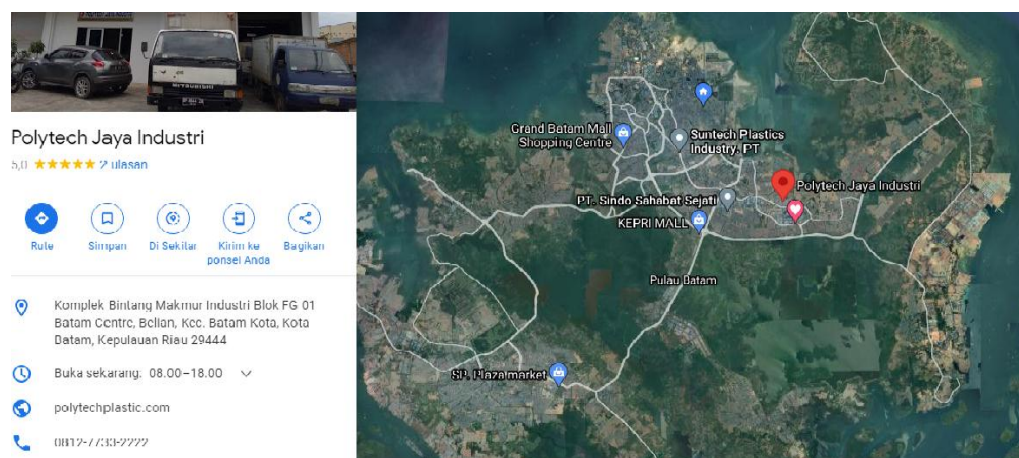 Polytech Jaya Industri
5,0
2 ulasan
Rute
Simpan
Di Sekitar
Kirim ke
ponsel Anda
Bagikan
Komplek Bintang Makmur Industri Blok FG 01
Batam Centre, Belian, Kec. Batam Kota, Kota
Batam, Kepulauan Riau 29444
Buka sekarang: 08.00–18.00
polytechplastic.com
0812-7733-2222
Grand Batam Mall
Shopping Centre
Suntech Plastics
Industry, PT
Polytech Jaya Industri
PT. Sindo Sahabat Sejati
KEPRI MALL
Pulau Batam
SP. Plaza market